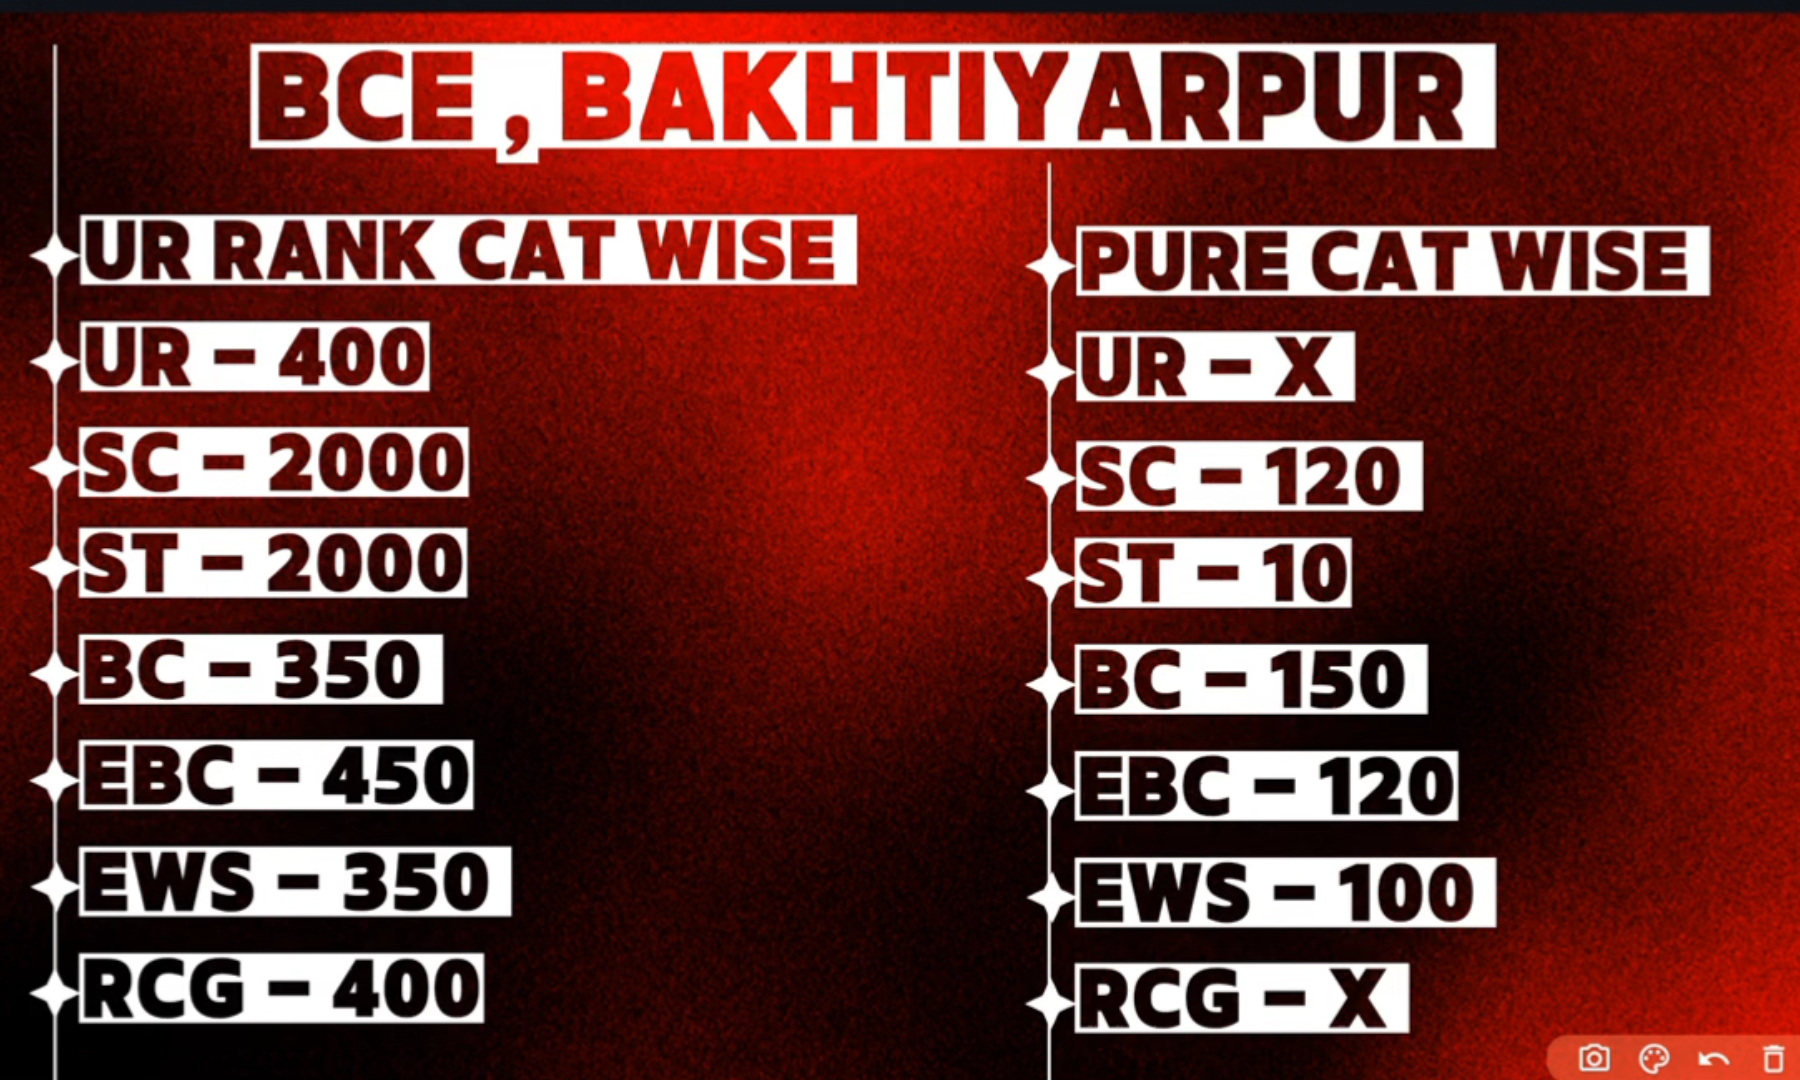 BCE , BAKHTIYARPUR
UR RANK CAT WISE
UR – 400
SC – 2000
ST – 2000
BC – 350
EBC – 450
EWS – 350
RCG – 400
PURE CAT WISE
UR – X
SC – 120
ST – 10
BC – 150
EBC – 120
EWS – 100
RCG – X